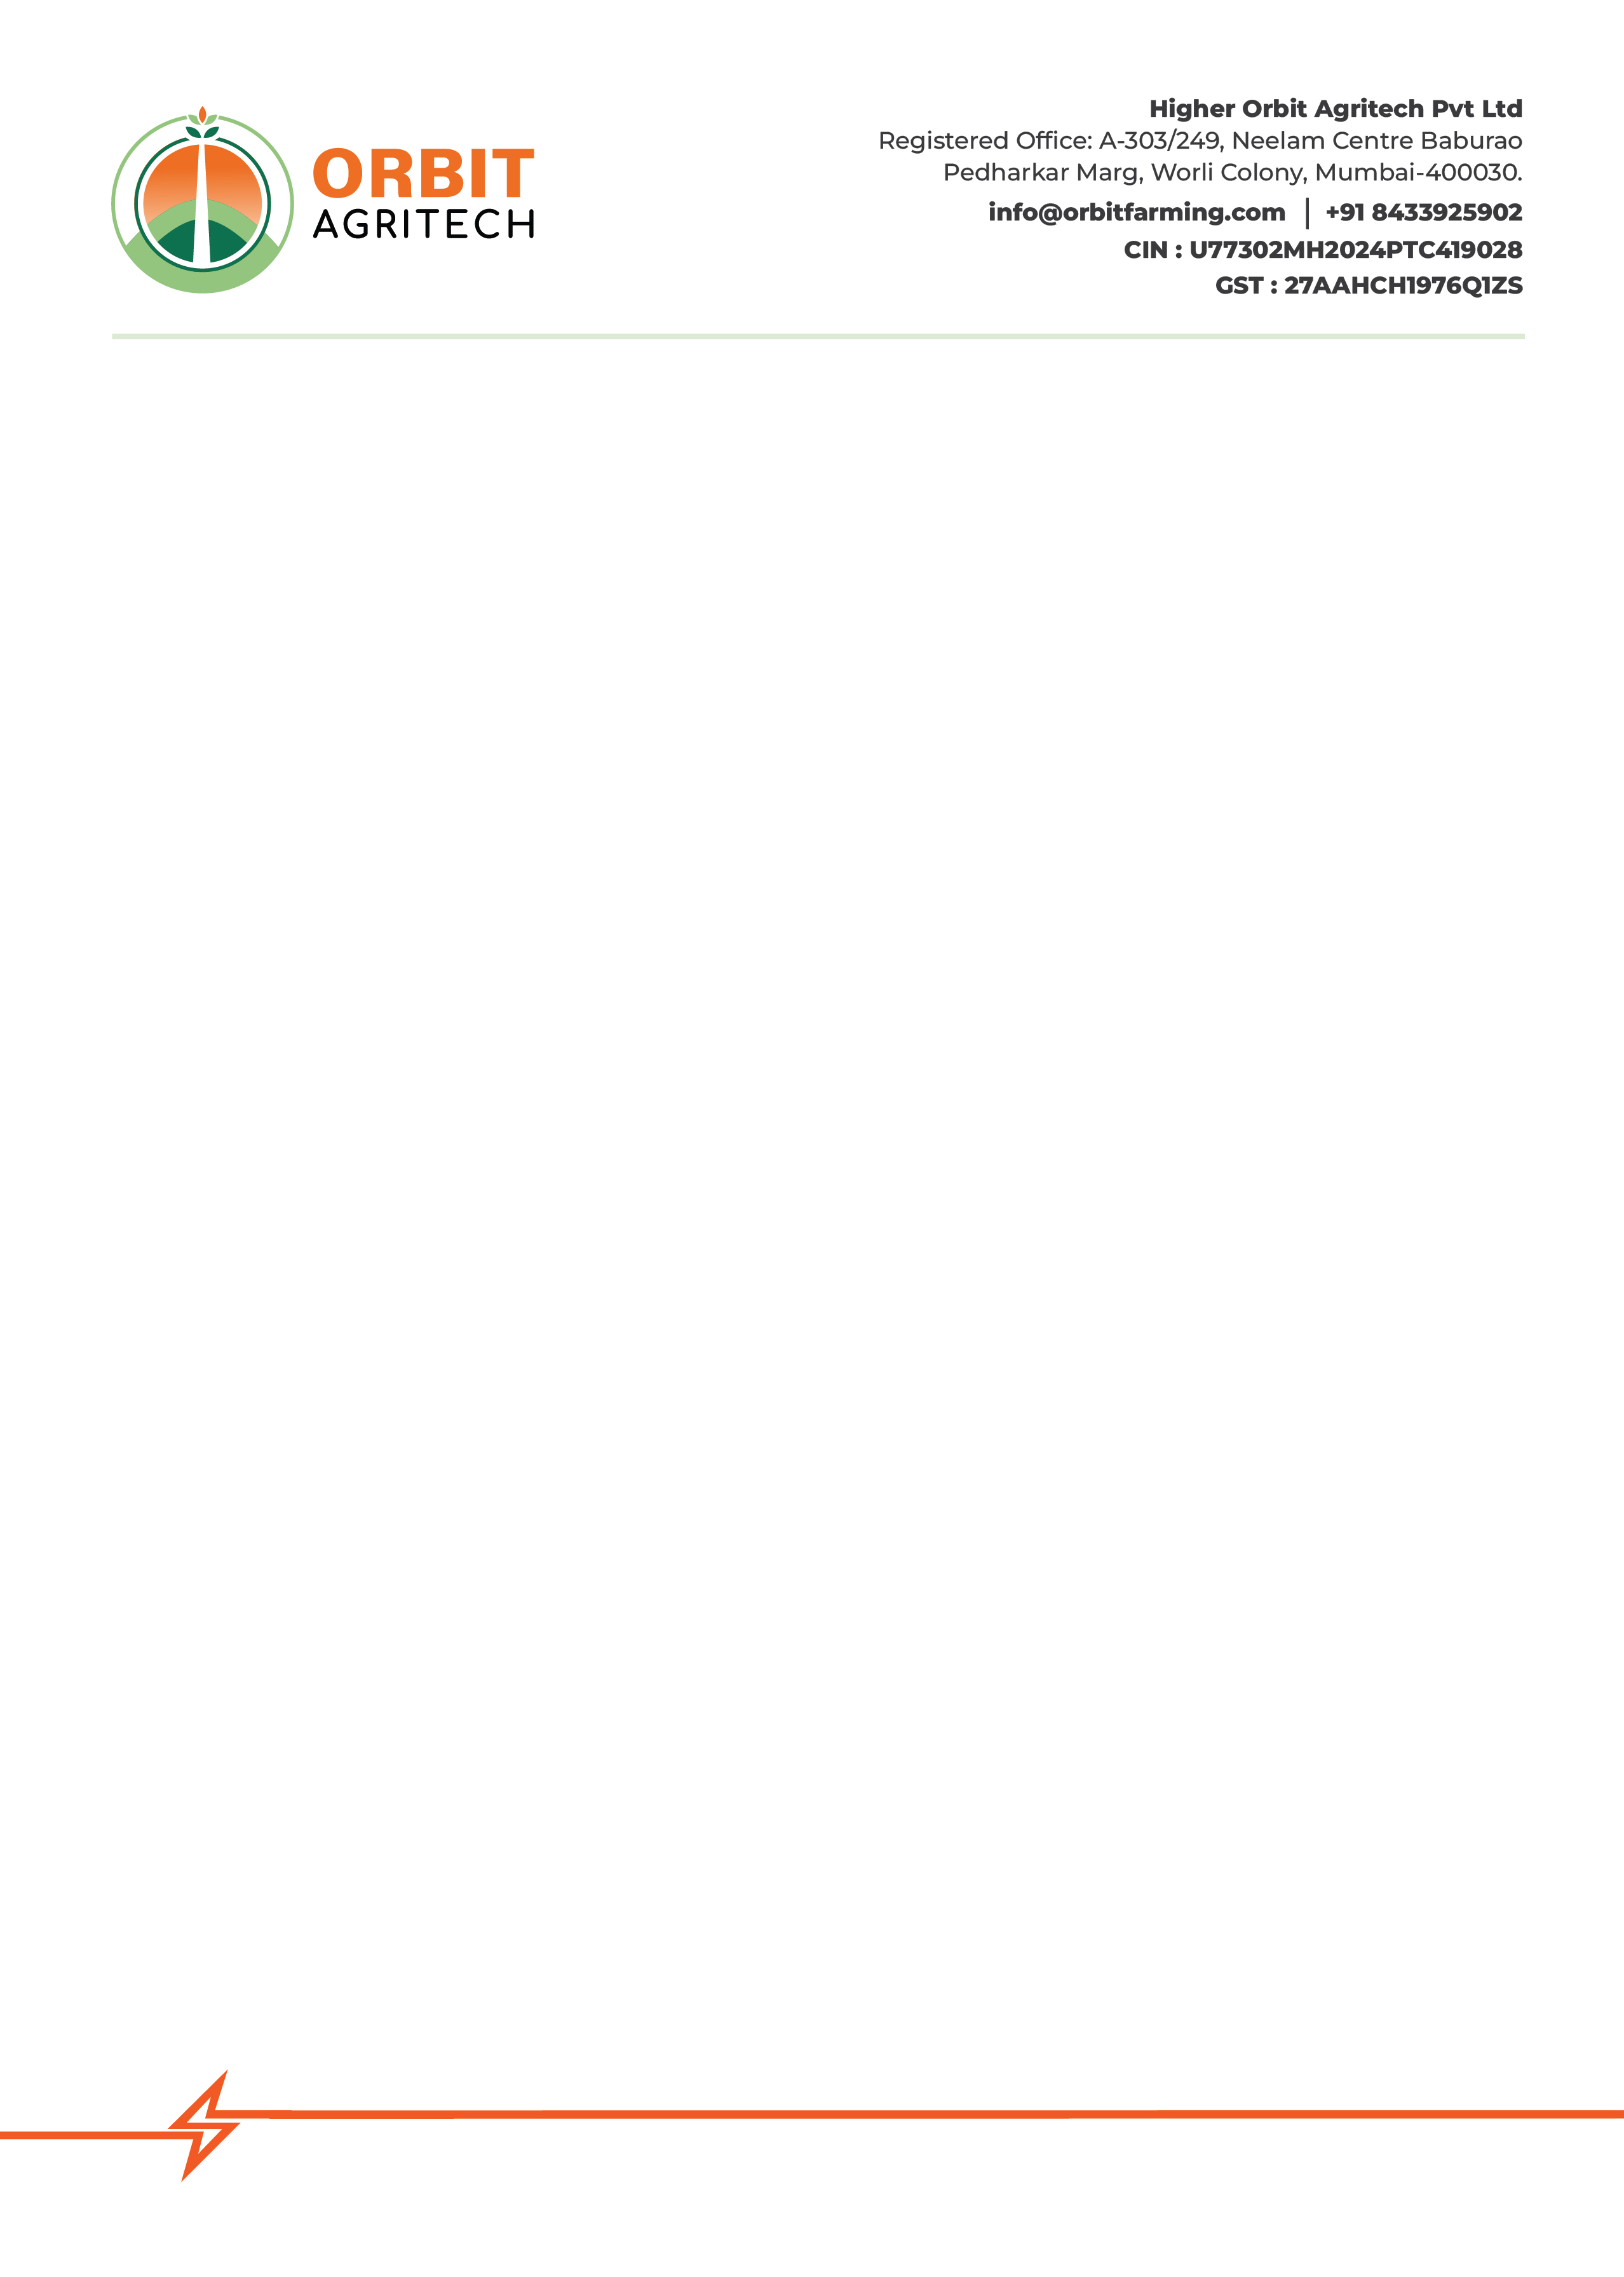 ORBIT
AGRITECH
Higher Orbit Agritech Pvt Ltd
Registered Office: A-303/249, Neelam Centre Baburao
Pedharkar Marg, Worli Colony, Mumbai-400030.
info@orbitfarming.com | +91 8433925902
CIN : U77302MH2024PTC419028
GST : 27AAHCH1976Q1ZS